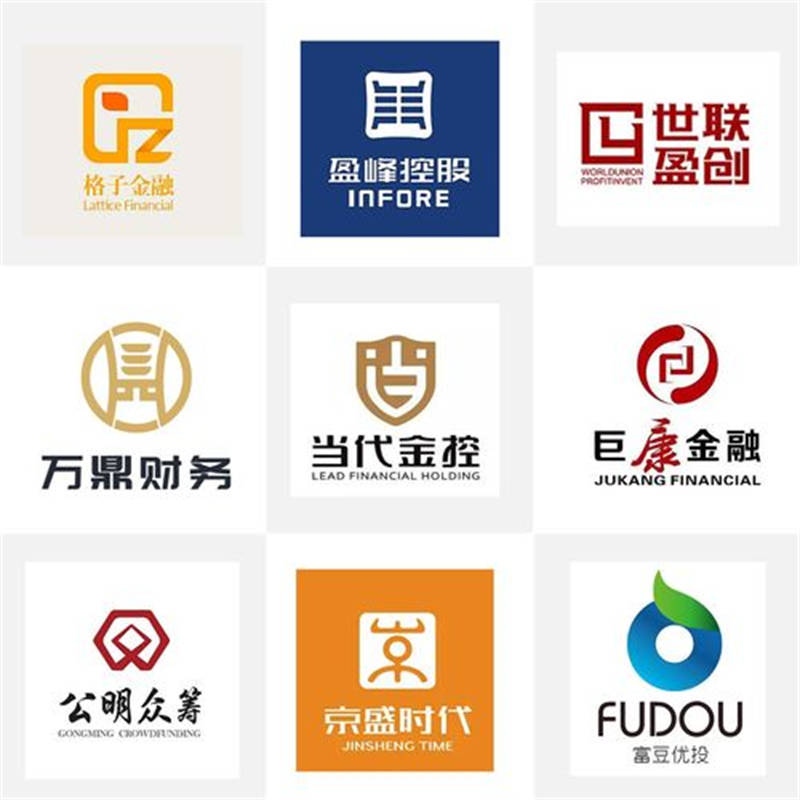 格子金融
Lattice Financial
盈峰控股
INFORE
世联
盈创
WORLDUNION
PROFITINVENT
万鼎财务
当代金控
LEAD FINANCIAL HOLDING
巨康金融
JUKANG FINANCIAL
公明众筹
GONGMING CROWDFUNDING
京盛时代
JINSHENG TIME
FUDOU
富豆优投